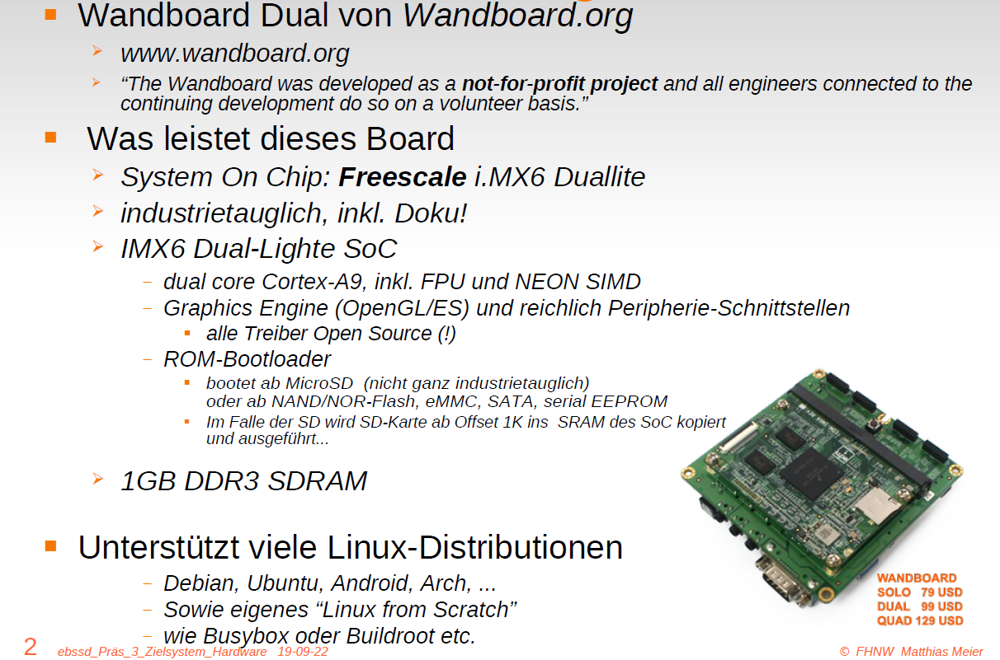 Wandboard Dual von Wandboard.org
www.wandboard.org
“The Wandboard was developed as a not-for-profit project and all engineers connected to the
continuing development do so on a volunteer basis.”
Was leistet dieses Board
System On Chip: Freescale i.MX6 Duallite
industrietauglich, inkl. Doku!
IMX6 Dual-Lighte SoC
– dual core Cortex-A9, inkl. FPU und NEON SIMD
– Graphics Engine (OpenGL/ES) und reichlich Peripherie-Schnittstellen
alle Treiber Open Source (!)
– ROM-Bootloader
bootet ab MicroSD (nicht ganz industrietauglich)
oder ab NAND/NOR-Flash, eMMC, SATA, serial EEPROM
Im Falle der SD wird SD-Karte ab Offset 1K ins SRAM des SoC kopiert
und ausgeführt...
1GB DDR3 SDRAM
Unterstützt viele Linux-Distributionen
– Debian, Ubuntu, Android, Arch, ...
– Sowie eigenes “Linux from Scratch”
– wie Busybox oder Buildroot etc.
WANDBOARD
SOLO 79 USD
DUAL 99 USD
QUAD 129 USD
2 ebssd_Präs_3_Zielsystem_Hardware 19-09-22
© FHNW Matthias Meier